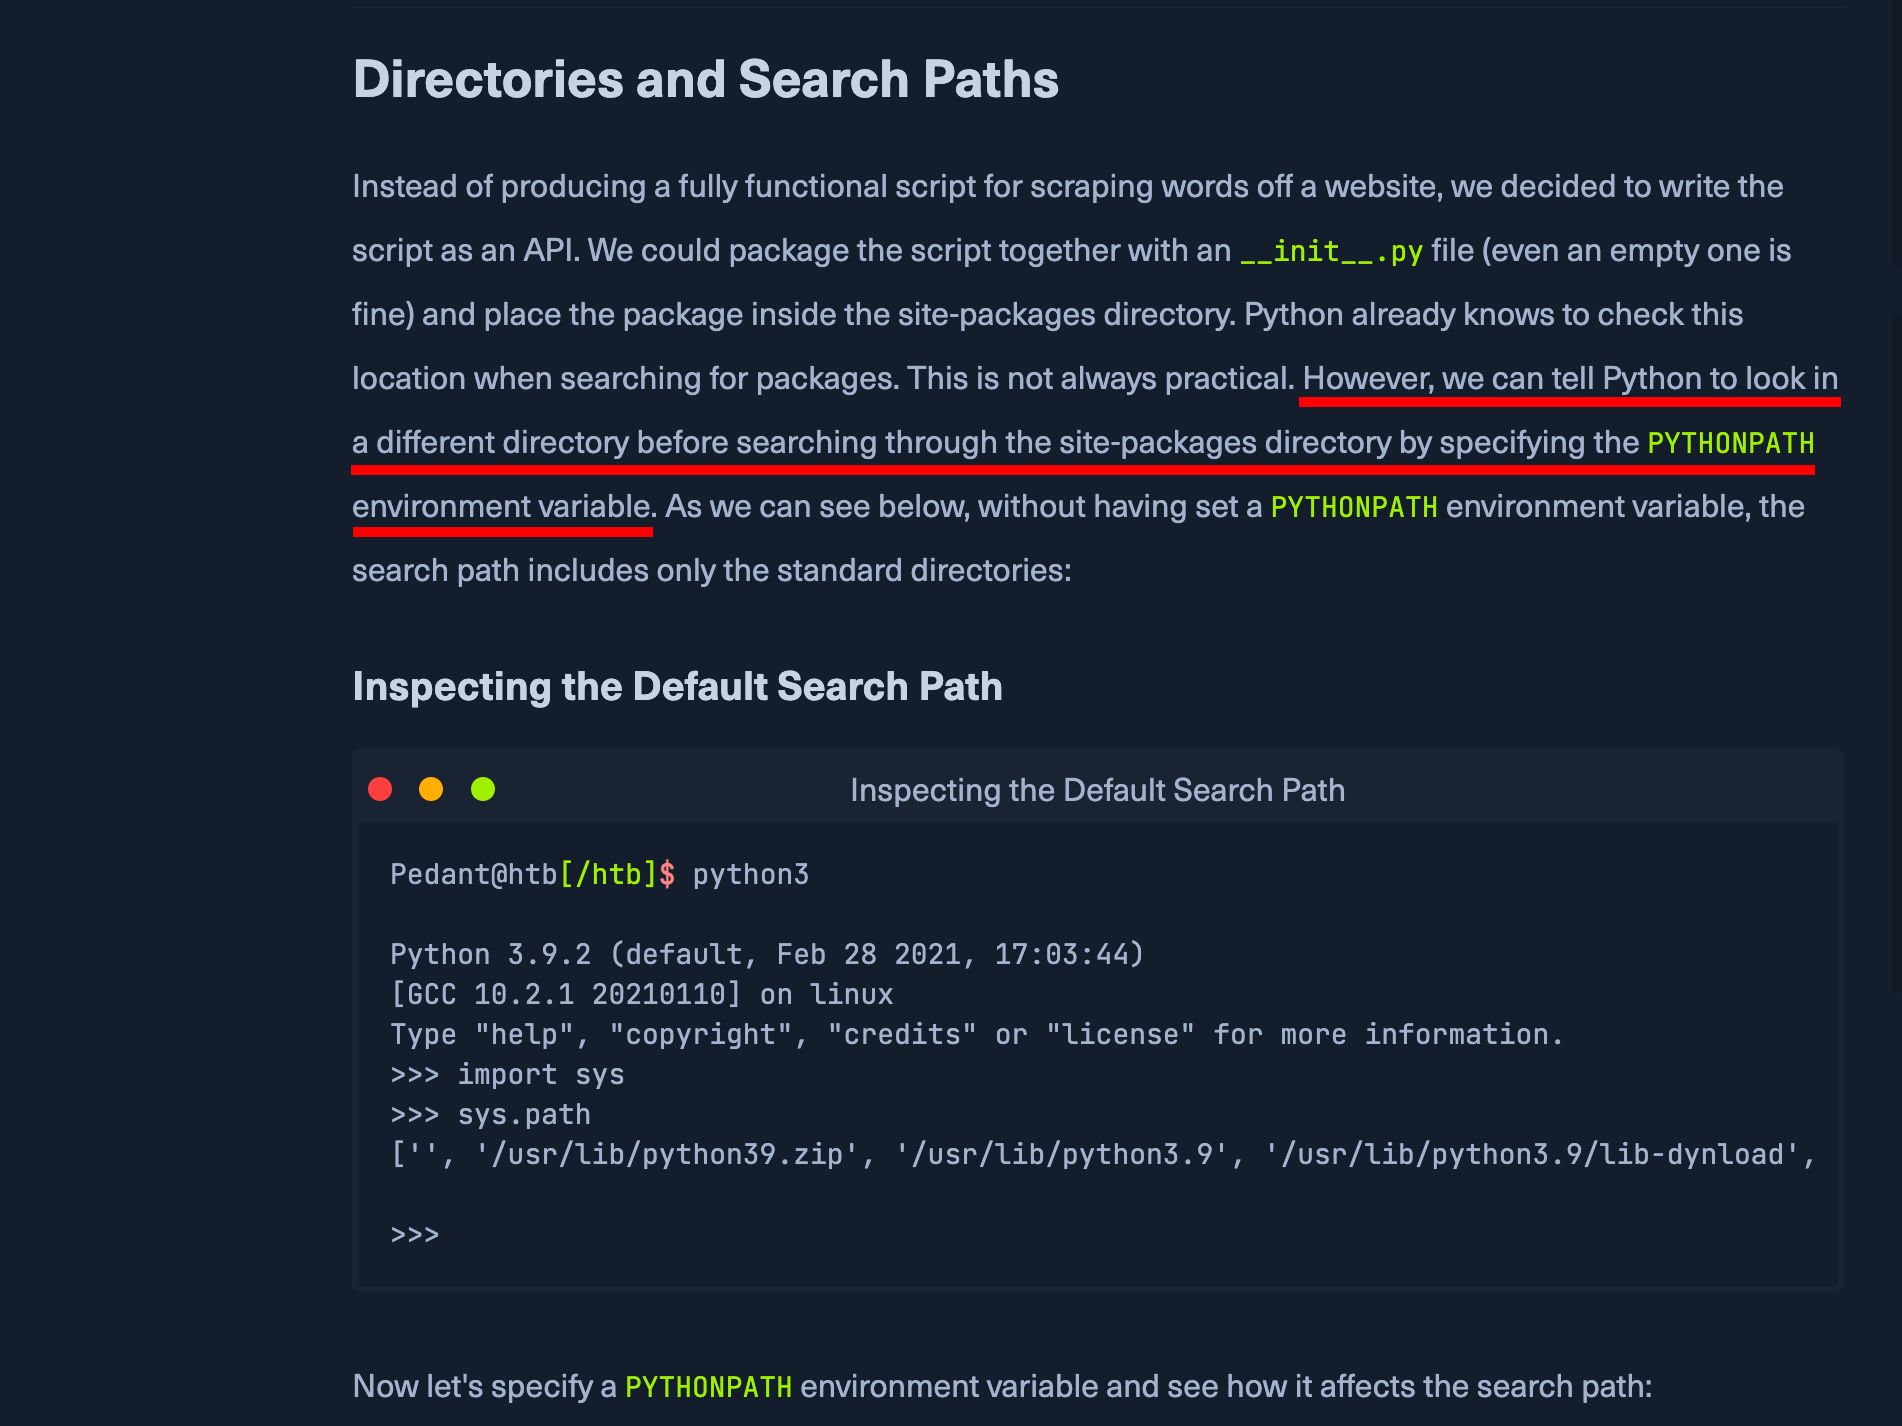 Directories and Search Paths
Instead of producing a fully functional script for scraping words off a website, we decided to write the
script as an API. We could package the script together with an __init__.py file (even an empty one is
fine) and place the package inside the site-packages directory. Python already knows to check this
location when searching for packages. This is not always practical. However, we can tell Python to look in
a different directory before searching through the site-packages directory by specifying the PYTHONPATH
environment variable. As we can see below, without having set a PYTHONPATH environment variable, the
search path includes only the standard directories:
Inspecting the Default Search Path
Inspecting the Default Search Path
Pedant@htb[/htb]$ python3
Python 3.9.2 (default, Feb 28 2021, 17:03:44)
[GCC 10.2.1 20210110] on linux
Type "help", "copyright", "credits" or "license" for more information.
>>> import sys
>>> sys.path
['', '/usr/lib/python39.zip', '/usr/lib/python3.9', '/usr/lib/python3.9/lib-dynload',
>>>
Now let's specify a PYTHONPATH environment variable and see how it affects the search path: